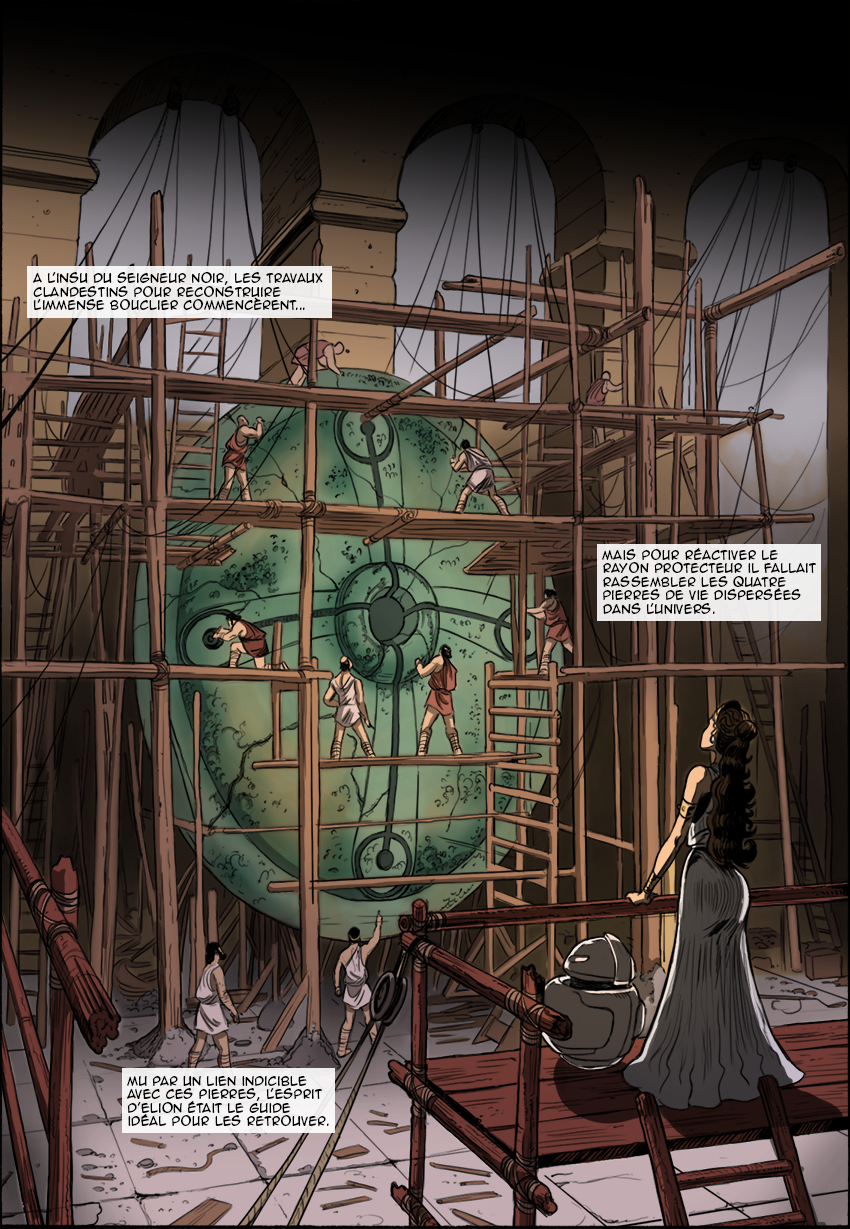 A L'INSU DU SEIGNEUR NOIR, LES TRAVAUX
CLANDESTINS POUR RECONSTRUIRE
L'IMMENSE BOUCLIER COMMENCÈRENT...
MAIS POUR RÉACTIVER LE
RAYON PROTECTEUR IL FALLAIT
RASSEMBLER LES QUATRE
PIERRES DE VIE DISPERSÉES
DANS L'UNIVERS.
MU PAR UN LIEN INDICIBLE
AVEC CES PIERRES, L'ESPRIT
D'ELION ÉTAIT LE GUIDE
IDÉAL POUR LES RETROUVER.